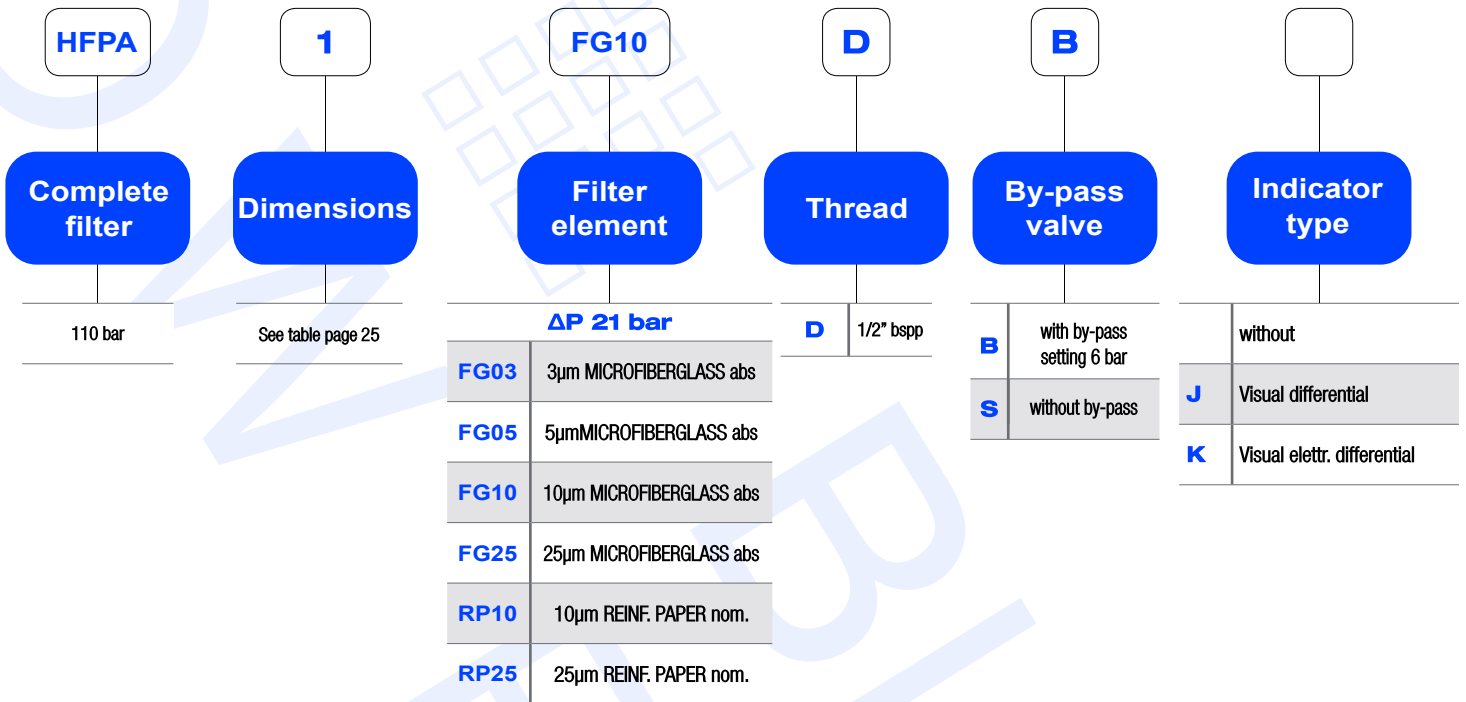 HFPA
1
FG10
D
B
Complete
filter
Dimensions
Filter
element
Thread
By-pass
valve
Indicator
type
110 bar
See table page 25
ΔP 21 bar
FG03 3µm MICROFIBERGLASS abs
FG05 5µmMICROFIBERGLASS abs
FG10 10µm MICROFIBERGLASS abs
FG25 25µm MICROFIBERGLASS abs
RP10 10µm REINF. PAPER nom.
RP25 25µm REINF. PAPER nom.
D 1/2” bspp
B with by-pass
setting 6 bar
S without by-pass
without
J Visual differential
K Visual elettr. differential